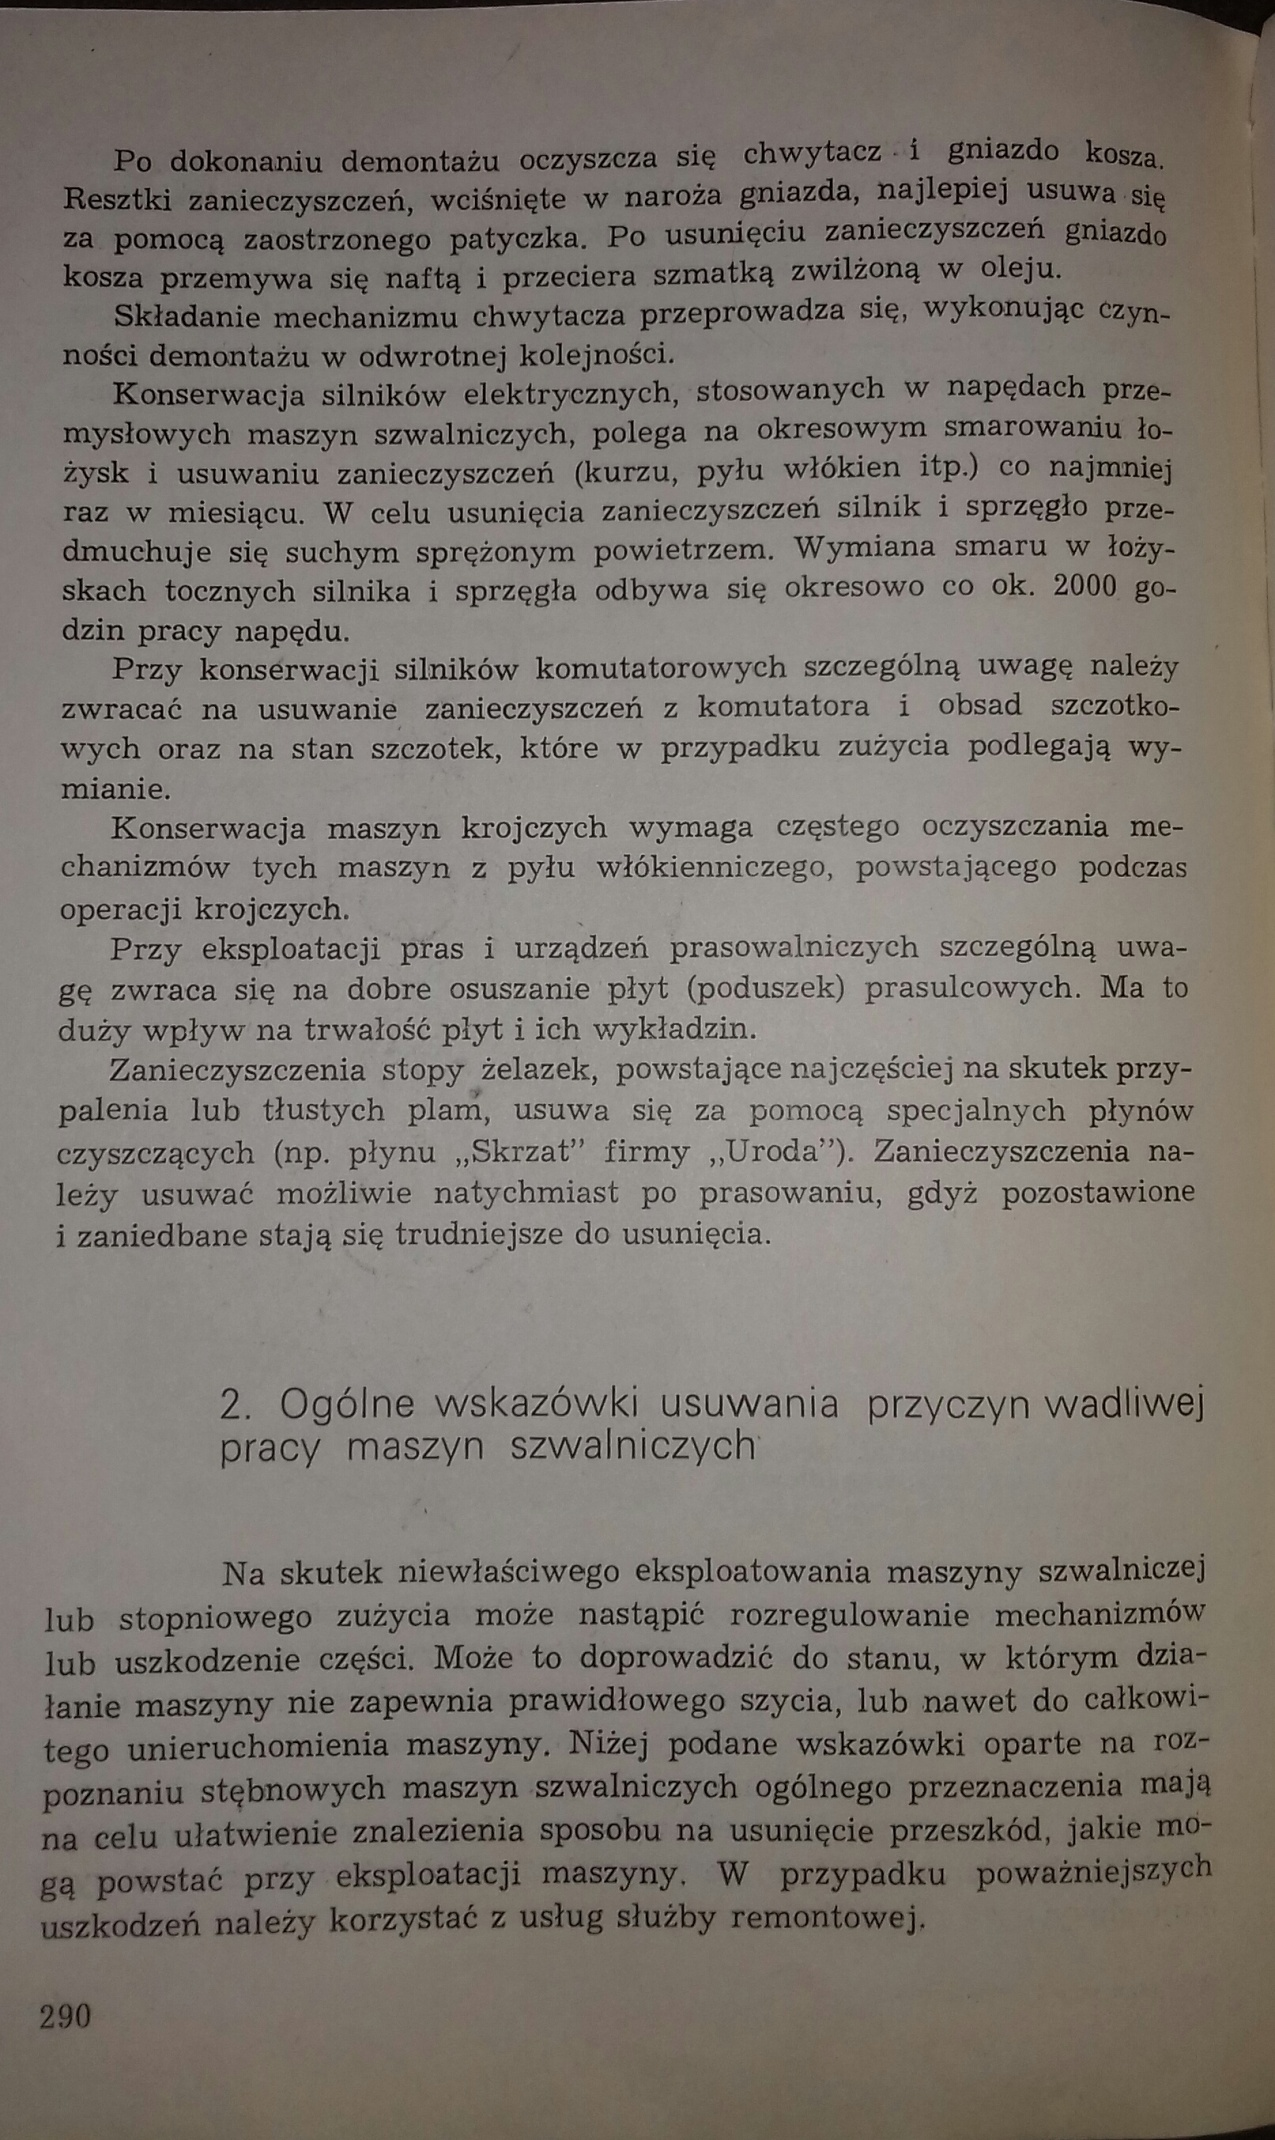 Po dokonaniu demontażu oczyszcza się chwytacz i gniazdo kosza.
Resztki zanieczyszczeń, wciśnięte w naroża gniazda, najlepiej usuwa się
za pomocą zaostrzonego patyczka. Po usunięciu zanieczyszczeń gniazdo
kosza przemywa się naftą i przeciera szmatką zwilżoną w oleju.
Składanie mechanizmu chwytacza przeprowadza się, wykonując czyn-
ności demontażu w odwrotnej kolejności.
Konserwacja silników elektrycznych, stosowanych w napędach prze-
mysłowych maszyn szwalniczych, polega na okresowym smarowaniu ło-
żysk i usuwaniu zanieczyszczeń (kurzu, pyłu włókien itp.) co najmniej
raz w miesiącu. W celu usunięcia zanieczyszczeń silnik i sprzęgło prze-
dmuchuje się suchym sprężonym powietrzem. Wymiana smaru w łoży-
skach tocznych silnika i sprzęgła odbywa się okresowo co ok. 2000 go-
dzin pracy napędu.
Przy konserwacji silników komutatorowych szczególną uwagę należy
zwracać na usuwanie zanieczyszczeń z komutatora i obsad szczotko-
wych oraz na stan szczotek, które w przypadku zużycia podlegają wy-
mianie.
Konserwacja maszyn krojczych wymaga częstego oczyszczania me-
chanizmów tych maszyn z pyłu włókienniczego, powstającego podczas
operacji krojczych.
Przy eksploatacji pras i urządzeń prasowalniczych szczególną uwa-
gę zwraca się na dobre osuszanie płyt (poduszek) prasulcowych. Ma to
duży wpływ na trwałość płyt i ich wykładzin.
Zanieczyszczenia stopy żelazek, powstające najczęściej na skutek przy-
palenia lub tłustych plam, usuwa się za pomocą specjalnych płynów
czyszczących (np. płynu „Skrzat” firmy „Uroda”). Zanieczyszczenia na-
leży usuwać możliwie natychmiast po prasowaniu, gdyż pozostawione
i zaniedbane stają się trudniejsze do usunięcia.
2. Ogólne wskazówki usuwania przyczyn wadliwej
pracy maszyn szwalniczych
Na skutek niewłaściwego eksploatowania maszyny szwalniczej
lub stopniowego zużycia może nastąpić rozregulowanie mechanizmów
lub uszkodzenie części. Może to doprowadzić do stanu, w którym dzia-
łanie maszyny nie zapewnia prawidłowego szycia, lub nawet do całkowi-
tego unieruchomienia maszyny. Niżej podane wskazówki oparte na roz-
poznaniu stębnowych maszyn szwalniczych ogólnego przeznaczenia mają
na celu ułatwienie znalezienia sposobu na usunięcie przeszkód, jakie mo-
gą powstać przy eksploatacji maszyny. W przypadku poważniejszych
uszkodzeń należy korzystać z usług służby remontowej.
290